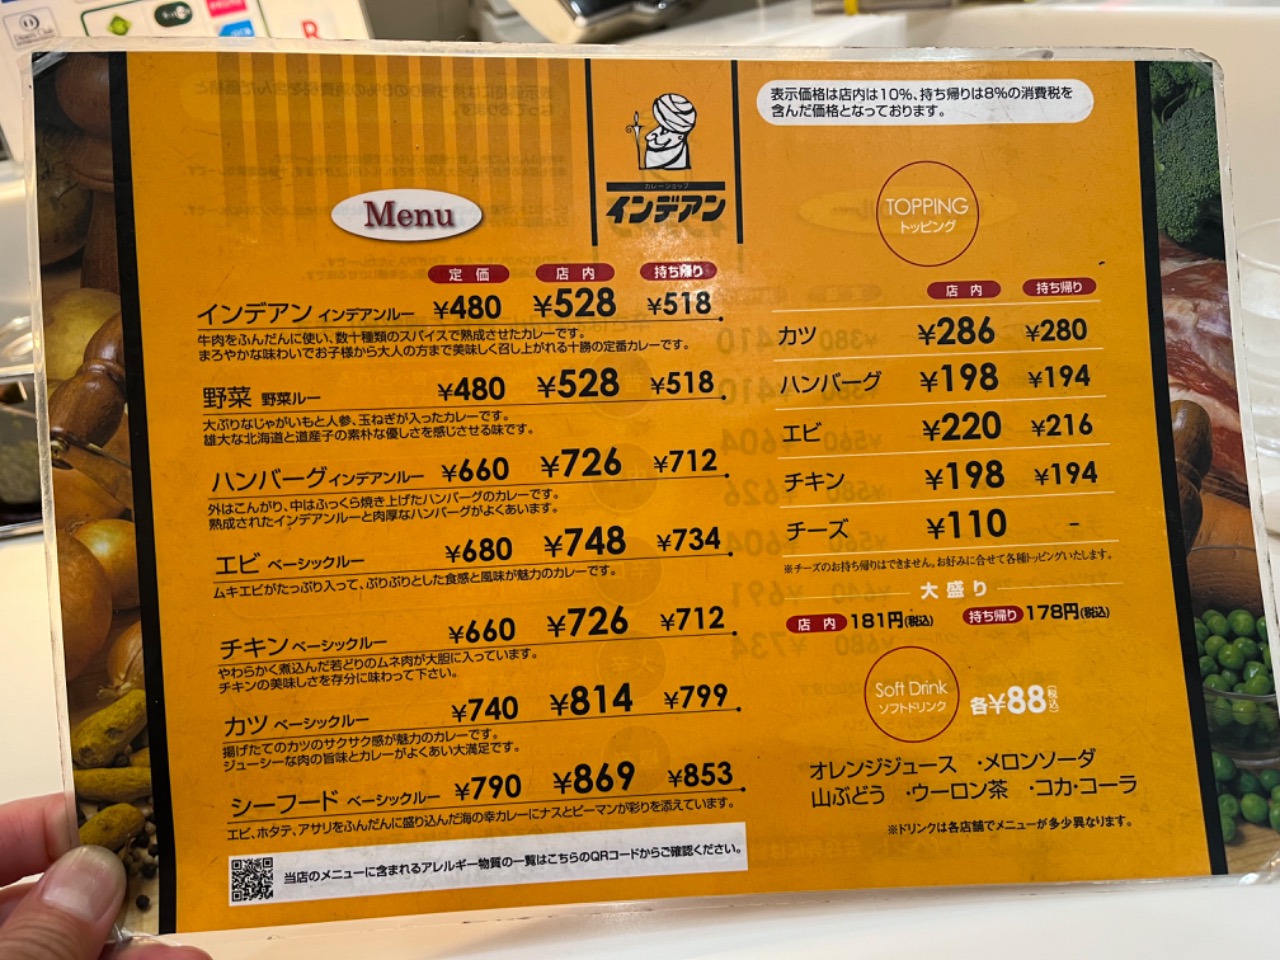 カレーショップ
インデアン
Menu
定価 店内 持ち帰り
インデアン インデアンルー ¥480 ¥528 ¥518
牛肉をふんだんに使い、数十種類のスパイスで熟成させたカレーです。
まろやかな味わいでお子様から大人の方まで美味しく召し上がれる十勝の定番カレーです。
野菜 野菜ルー ¥480 ¥528 ¥518
大ぶりなじゃがいもと人参、玉ねぎが入ったカレーです。
雄大な北海道と道産子の素朴な優しさを感じさせる味です。
ハンバーグ インデアンルー ¥660 ¥726 ¥712
外はこんがり、中はふっくら焼き上げたハンバーグのカレーです。
熟成されたインデアンルーと肉厚なハンバーグがよくあいます。
エビ ベーシックルー ¥680 ¥748 ¥734
ムキエビがたっぷり入って、ぷりぷりとした食感と風味が魅力のカレーです。
チキン ベーシックルー ¥660 ¥726 ¥712
やわらかく煮込んだ若どりのムネ肉が大胆に入っています。
チキンの美味しさを存分に味わって下さい。
カツ ベーシックルー ¥740 ¥814 ¥799
揚げたてのカツのサクサク感が魅力のカレーです。
ジューシーな肉の旨味とカレーがよくあい大満足です。
シーフード ベーシックルー ¥790 ¥869 ¥853
エビ、ホタテ、アサリをふんだんに盛り込んだ海の幸カレーにナスとピーマンが彩りを添えています。
当店のメニューに含まれるアレルギー物質の一覧はこちらのQRコードからご確認ください。
表示価格は店内は10%、持ち帰りは8%の消費税を
含んだ価格となっております。
TOPPING
トッピング
店内 持ち帰り
カツ ¥286 ¥280
ハンバーグ ¥198 ¥194
エビ ¥220 ¥216
チキン ¥198 ¥194
チーズ ¥110 -
※チーズのお持ち帰りはできません。お好みに合せて各種トッピングいたします。
大盛り
店内 181円(税込) 持ち帰り 178円(税込)
Soft Drink
ソフトドリンク
各¥88(税込)
オレンジジュース ・メロンソーダ
山ぶどう ・ウーロン茶 ・コカ・コーラ
※ドリンクは各店舗でメニューが多少異なります。